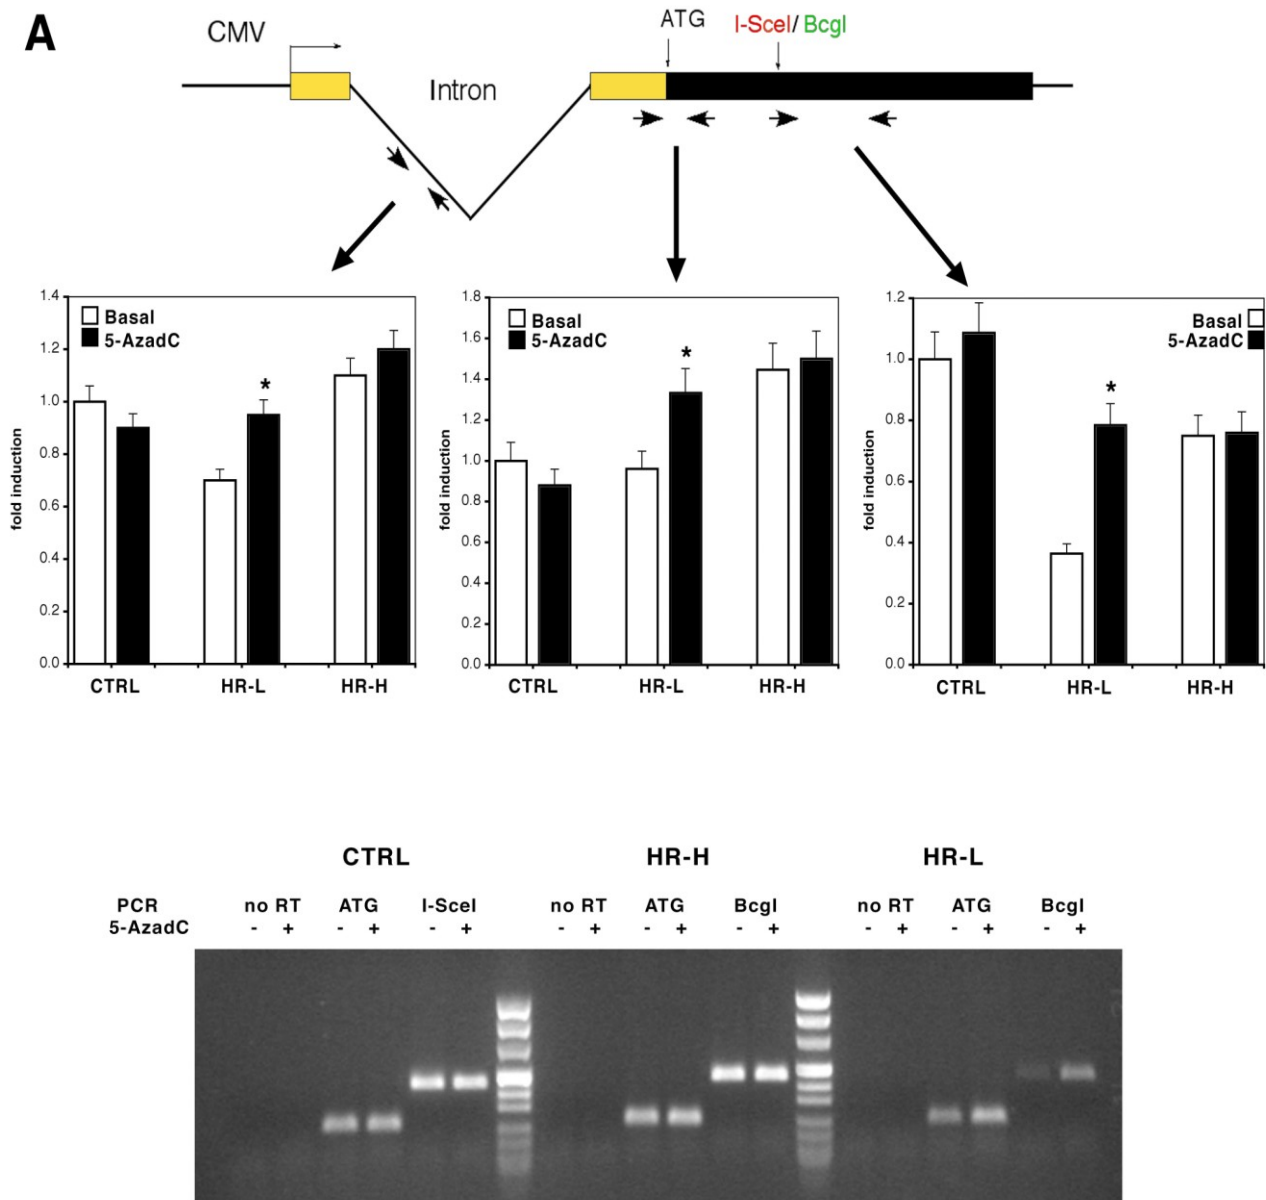 A
CMV
ATG
I-SceI/ BcgI
Intron
1.4
1.2
1.0
0.8
0.6
0.4
0.2
0.0
fold induction
Basal
5-AzadC
*
CTRL HR-L HR-H
1.8
1.6
1.4
1.2
1.0
0.8
0.6
0.4
0.2
0.0
fold induction
Basal
5-AzadC
*
CTRL HR-L HR-H
1.2
1.0
0.8
0.6
0.4
0.2
0.0
fold induction
Basal
5-AzadC
*
CTRL HR-L HR-H
CTRL HR-H HR-L
PCR no RT ATG I-SceI no RT ATG BcgI no RT ATG BcgI
5-AzadC - + - + - + - + - + - + - + - + - +